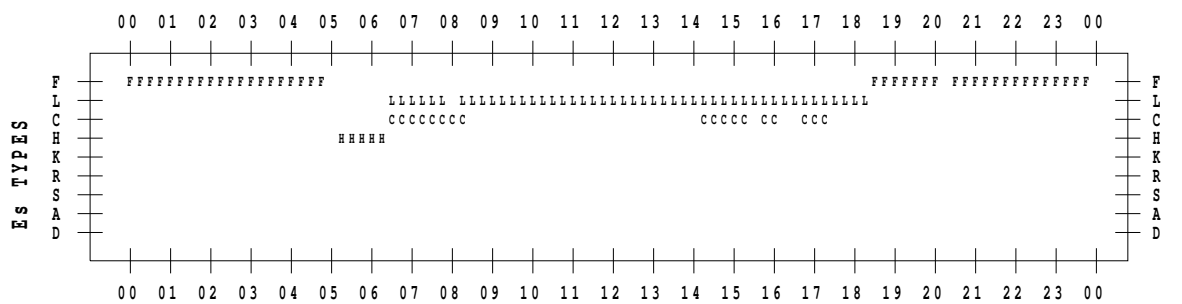 00 01 02 03 04 05 06 07 08 09 10 11 12 13 14 15 16 17 18 19 20 21 22 23 00
F FFFFFFFFFFFFFFFFFFFF FFFFFFF FFFFFFFFFFFFFF F
L LLLLLL LLLLLLLLLLLLLLLLLLLLLLLLLLLLLLLLLLLLLLLLL L
C CCCCCCCC CCCCC CC CCC C
H HHHHH H
K K
R R
S S
A A
D D
Es TYPES
00 01 02 03 04 05 06 07 08 09 10 11 12 13 14 15 16 17 18 19 20 21 22 23 00